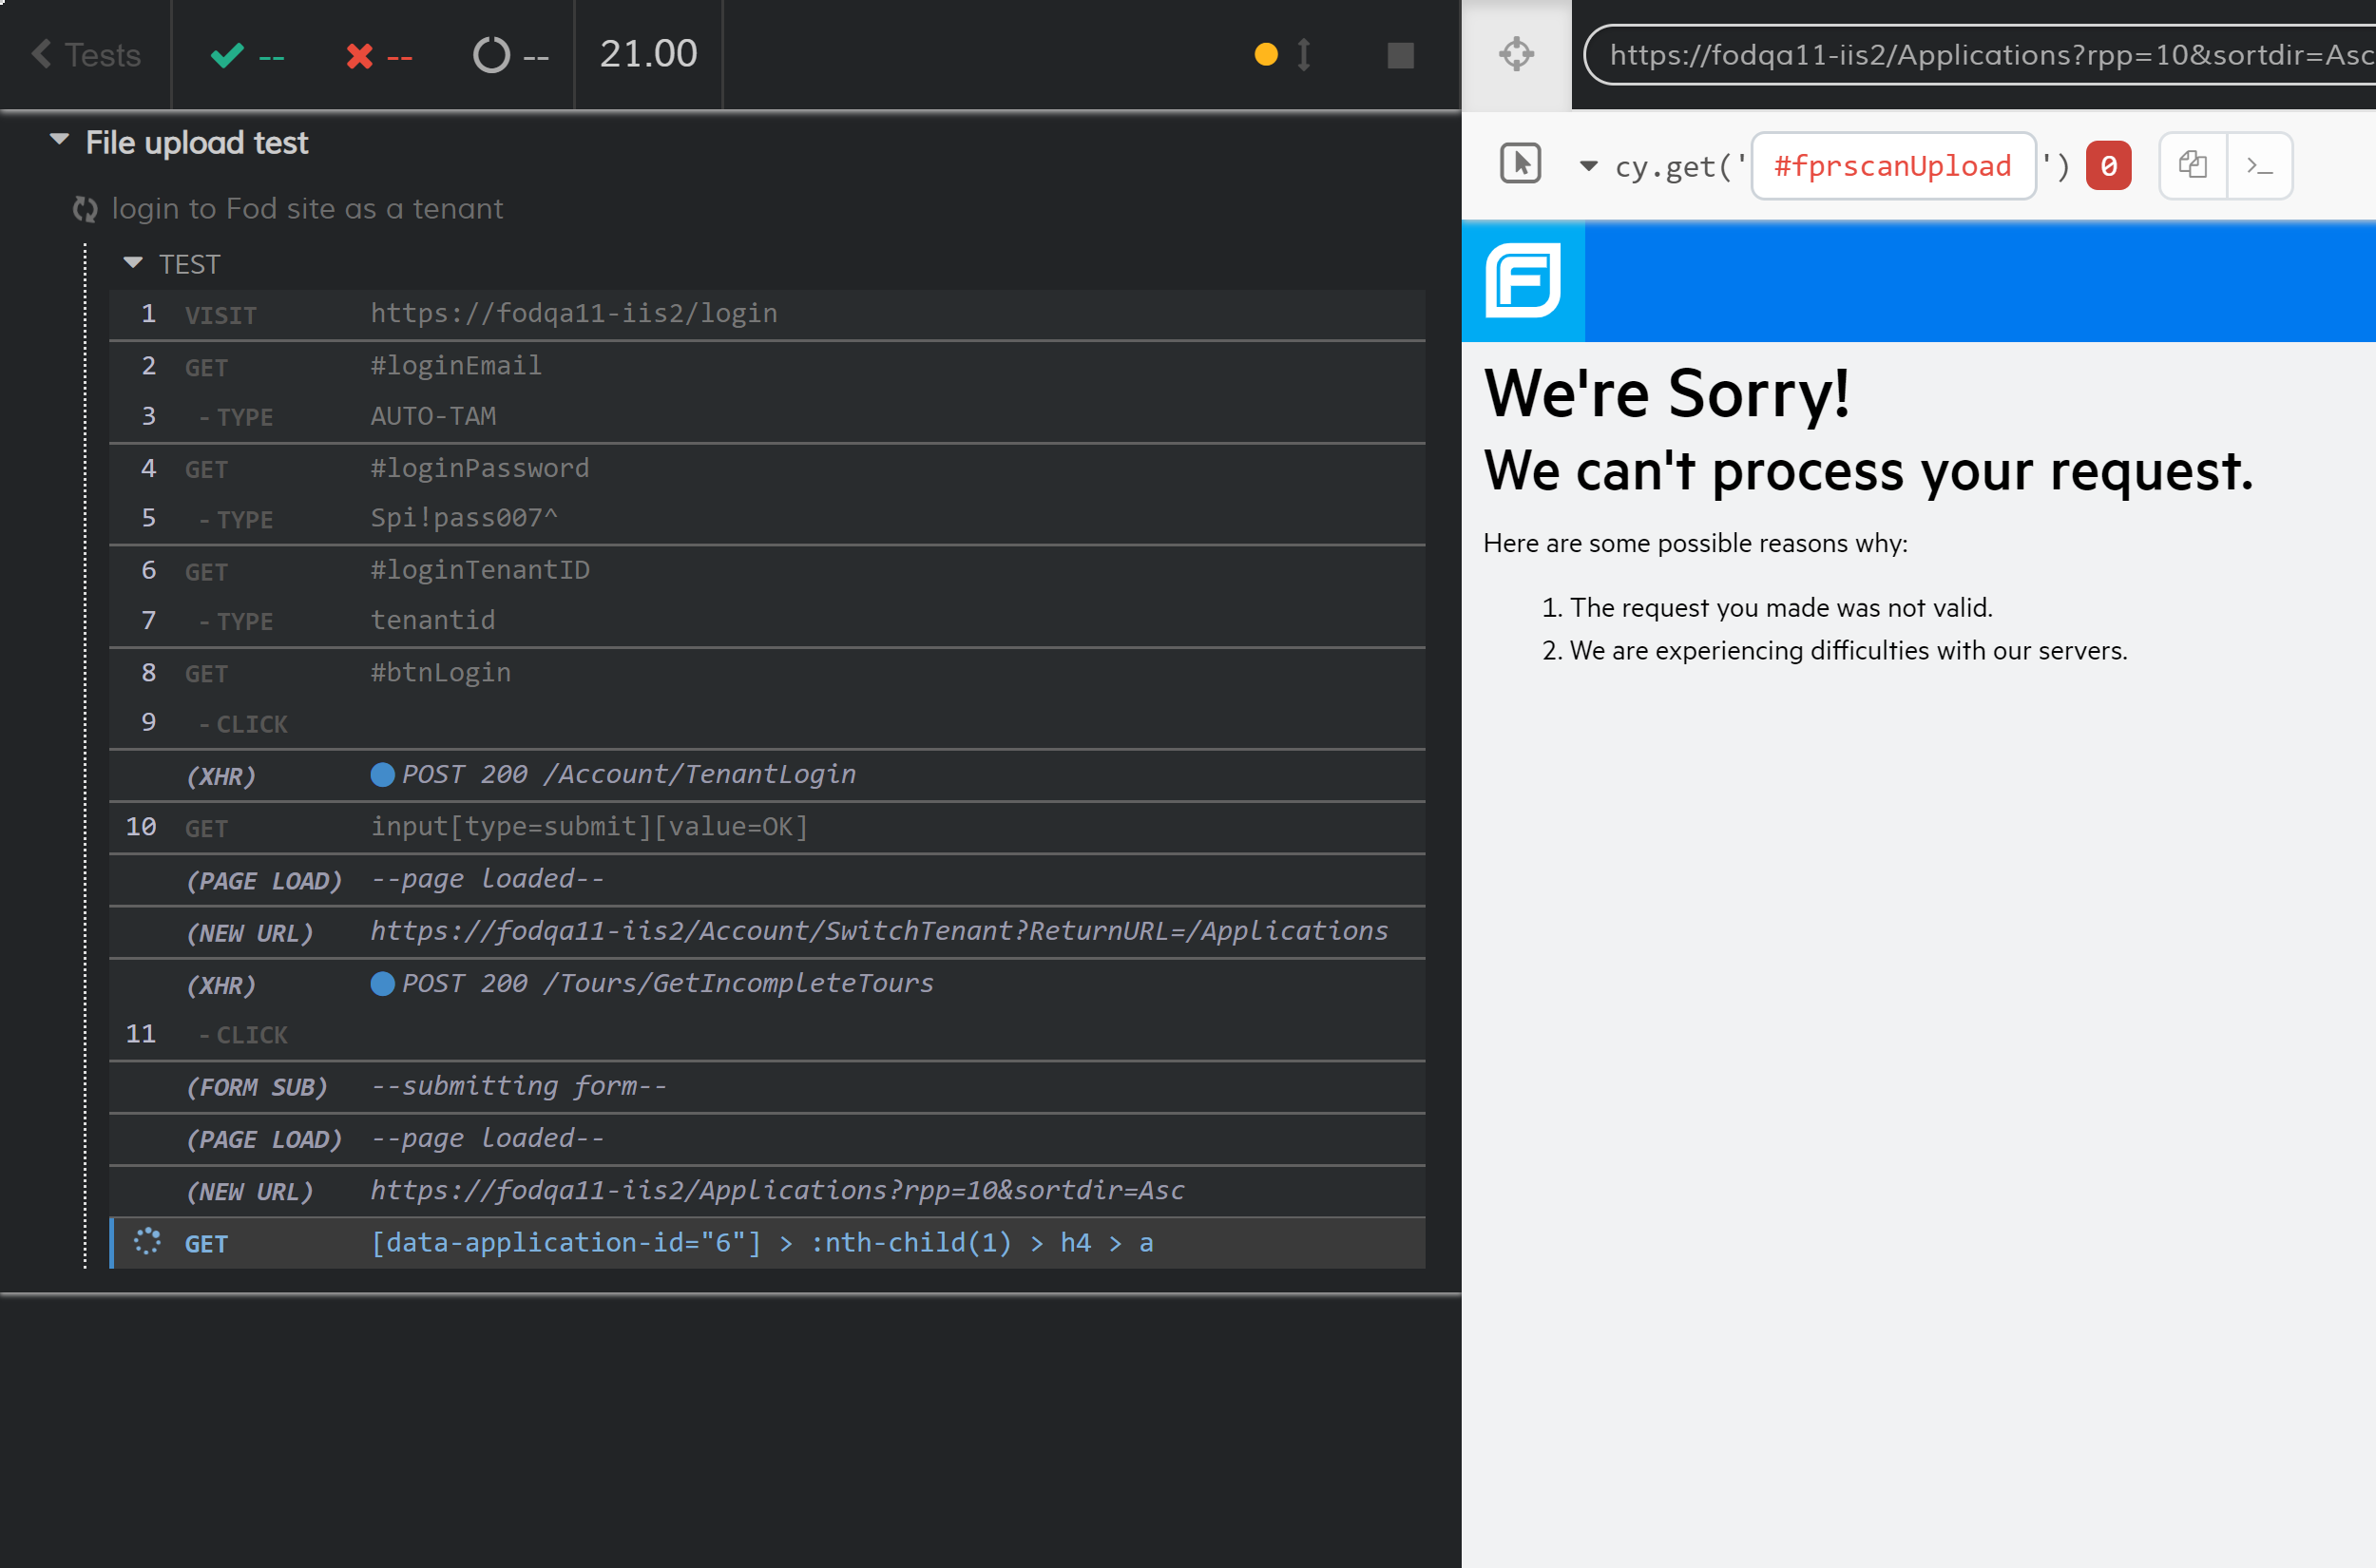 Tests -- -- -- 21.00
File upload test
login to Fod site as a tenant
TEST
1 VISIT https://fodqa11-iis2/login
2 GET #loginEmail
3 - TYPE AUTO-TAM
4 GET #loginPassword
5 - TYPE Spi!pass007^
6 GET #loginTenantID
7 - TYPE tenantid
8 GET #btnLogin
9 - CLICK
(XHR) POST 200 /Account/TenantLogin
10 GET input[type=submit][value=OK]
(PAGE LOAD) --page loaded--
(NEW URL) https://fodqa11-iis2/Account/SwitchTenant?ReturnURL=/Applications
(XHR) POST 200 /Tours/GetIncompleteTours
11 - CLICK
(FORM SUB) --submitting form--
(PAGE LOAD) --page loaded--
(NEW URL) https://fodqa11-iis2/Applications?rpp=10&sortdir=Asc
GET [data-application-id="6"] > :nth-child(1) > h4 > a
https://fodqa11-iis2/Applications?rpp=10&sortdir=Asc
cy.get('#fprscanUpload') 0 >_
F
We're Sorry!
We can't process your request.
Here are some possible reasons why:
1. The request you made was not valid.
2. We are experiencing difficulties with our servers.